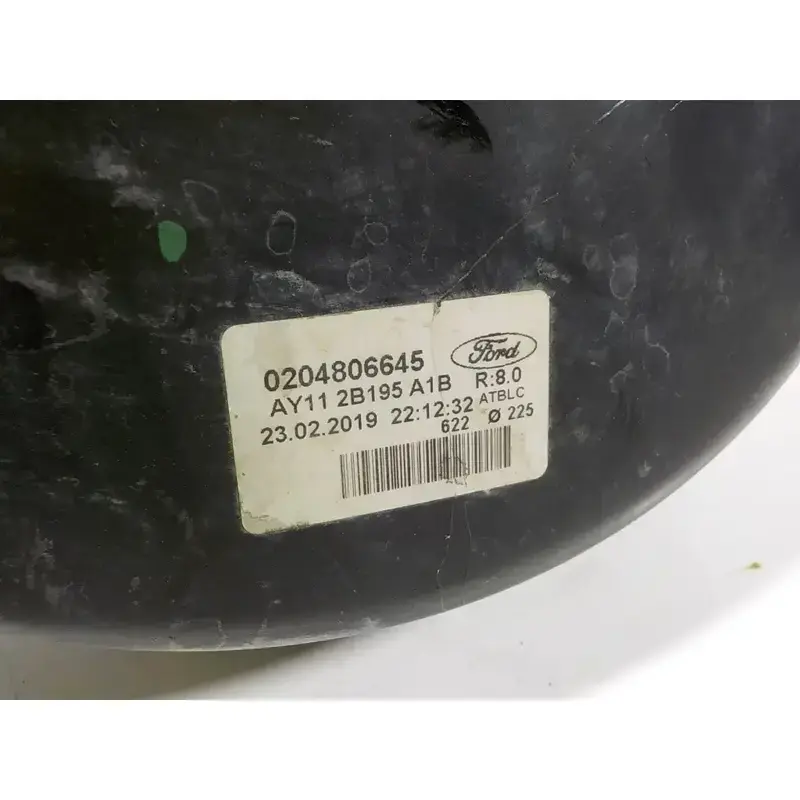 0204806645 Ford
AY11 2B195 A1B R:8.0
23.02.2019 22:12:32 ATBLC
622 Ø 225